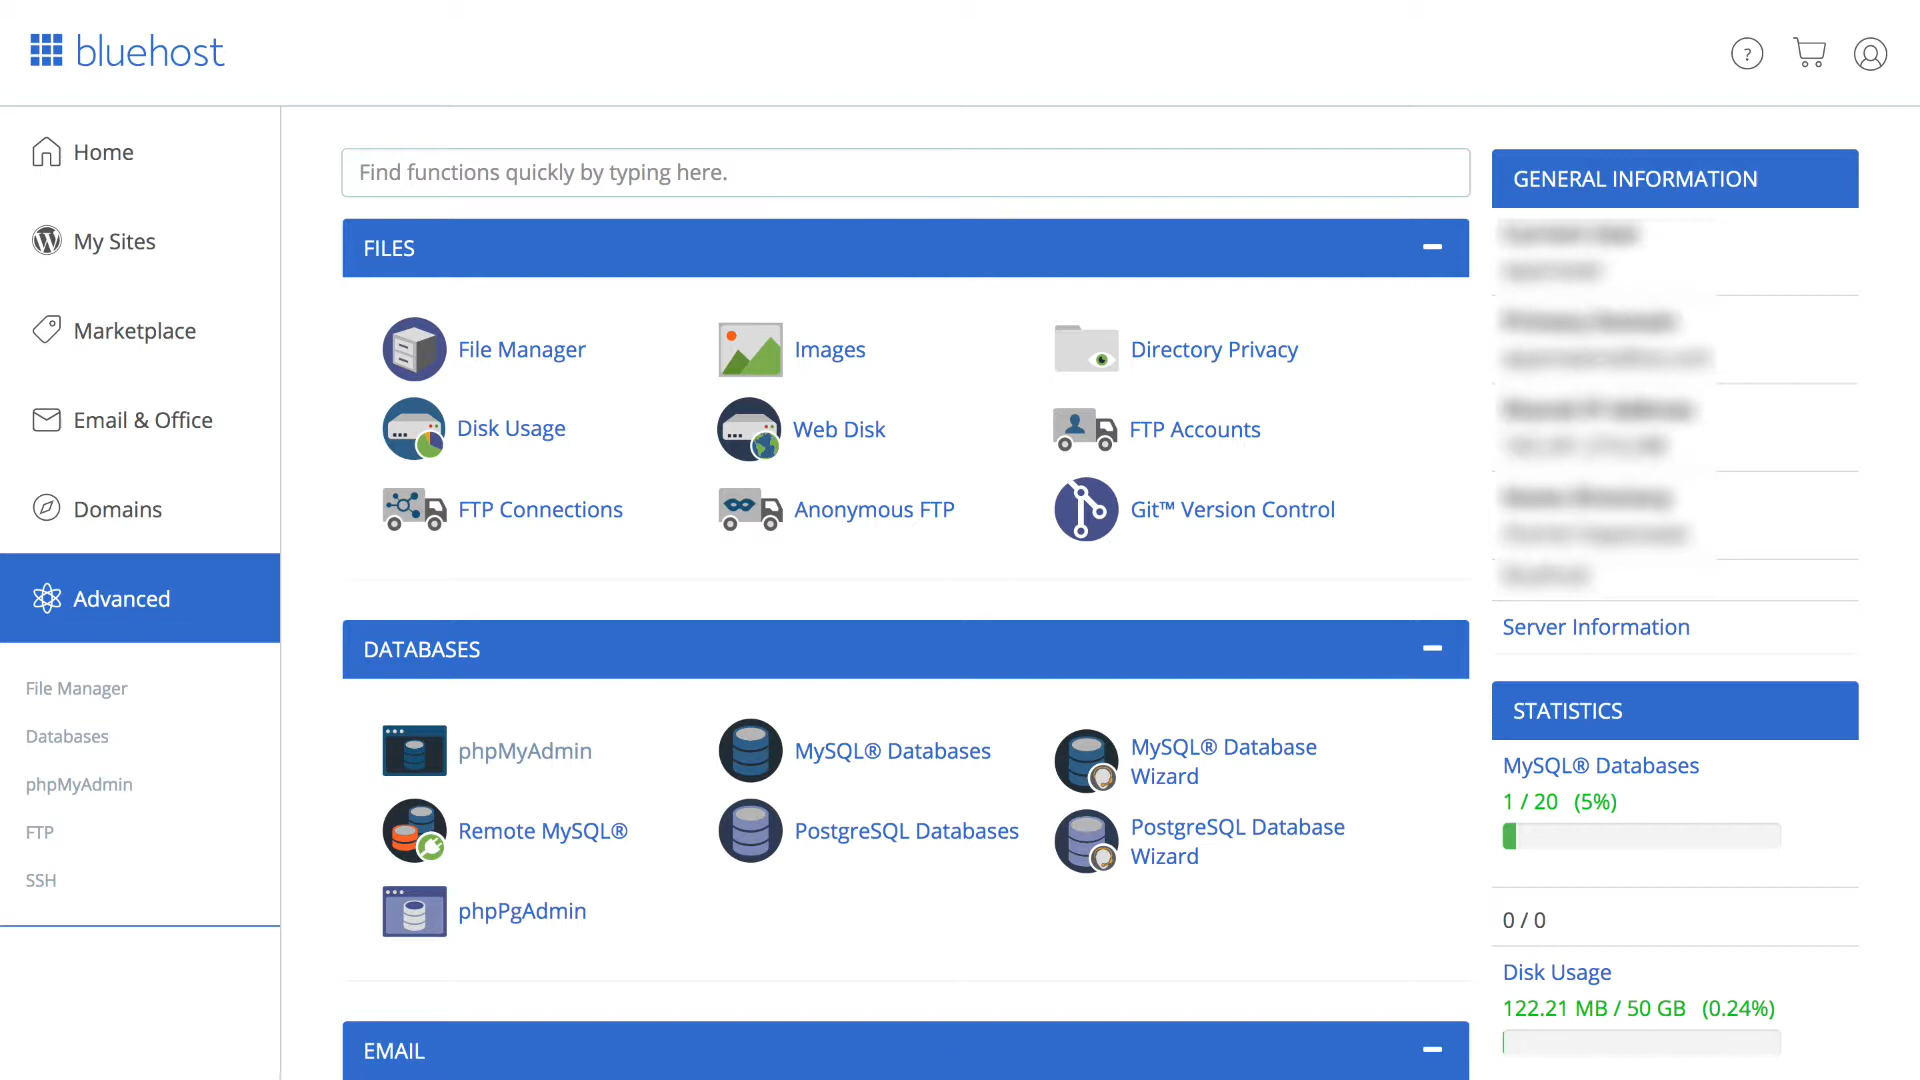 bluehost
?
Home
My Sites
Marketplace
Email & Office
Domains
Advanced
File Manager
Databases
phpMyAdmin
FTP
SSH
Find functions quickly by typing here.
FILES
File Manager
Images
Directory Privacy
Disk Usage
Web Disk
FTP Accounts
FTP Connections
Anonymous FTP
Git™ Version Control
DATABASES
phpMyAdmin
MySQL® Databases
MySQL® Database
Wizard
Remote MySQL®
PostgreSQL Databases
PostgreSQL Database
Wizard
phpPgAdmin
EMAIL
GENERAL INFORMATION
Server Information
STATISTICS
MySQL® Databases
1 / 20 (5%)
0 / 0
Disk Usage
122.21 MB / 50 GB (0.24%)